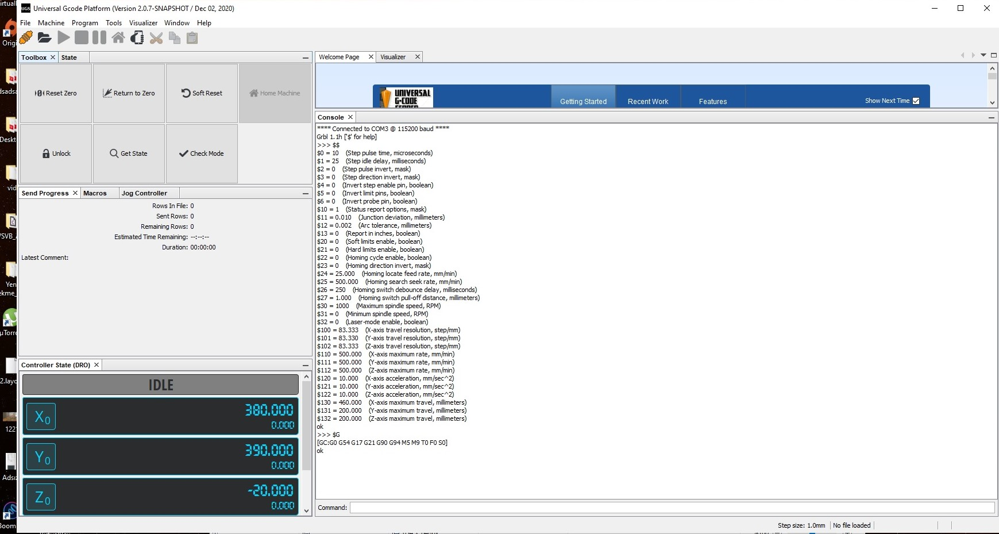 Universal Gcode Platform (Version 2.0.7-SNAPSHOT / Dec 02, 2020)
File Machine Program Tools Visualizer Window Help
Toolbox State
Reset Zero Return to Zero Soft Reset Home Machine
Unlock Get State Check Mode
Send Progress Macros Jog Controller
Rows In File: 0
Sent Rows: 0
Remaining Rows: 0
Estimated Time Remaining: --:--:--
Duration: 00:00:00
Latest Comment:
Controller State (DRO)
IDLE
X0 380.000
0.000
Y0 390.000
0.000
Z0 -20.000
0.000
Welcome Page Visualizer
UNIVERSAL
G-CODE
SENDER
Getting Started Recent Work Features Show Next Time
Console
**** Connected to COM3 @ 115200 baud ****
Grbl 1.1h ['$' for help]
>>> $$
$0 = 10 (Step pulse time, microseconds)
$1 = 25 (Step idle delay, milliseconds)
$2 = 0 (Step pulse invert, mask)
$3 = 0 (Step direction invert, mask)
$4 = 0 (Invert step enable pin, boolean)
$5 = 0 (Invert limit pins, boolean)
$6 = 0 (Invert probe pin, boolean)
$10 = 1 (Status report options, mask)
$11 = 0.010 (Junction deviation, millimeters)
$12 = 0.002 (Arc tolerance, millimeters)
$13 = 0 (Report in inches, boolean)
$20 = 0 (Soft limits enable, boolean)
$21 = 0 (Hard limits enable, boolean)
$22 = 0 (Homing cycle enable, boolean)
$23 = 0 (Homing direction invert, mask)
$24 = 25.000 (Homing locate feed rate, mm/min)
$25 = 500.000 (Homing search seek rate, mm/min)
$26 = 250 (Homing switch debounce delay, milliseconds)
$27 = 1.000 (Homing switch pull-off distance, millimeters)
$30 = 1000 (Maximum spindle speed, RPM)
$31 = 0 (Minimum spindle speed, RPM)
$32 = 0 (Laser-mode enable, boolean)
$100 = 83.333 (X-axis travel resolution, step/mm)
$101 = 83.330 (Y-axis travel resolution, step/mm)
$102 = 83.333 (Z-axis travel resolution, step/mm)
$110 = 500.000 (X-axis maximum rate, mm/min)
$111 = 500.000 (Y-axis maximum rate, mm/min)
$112 = 500.000 (Z-axis maximum rate, mm/min)
$120 = 10.000 (X-axis acceleration, mm/sec^2)
$121 = 10.000 (Y-axis acceleration, mm/sec^2)
$122 = 10.000 (Z-axis acceleration, mm/sec^2)
$130 = 460.000 (X-axis maximum travel, millimeters)
$131 = 200.000 (Y-axis maximum travel, millimeters)
$132 = 200.000 (Z-axis maximum travel, millimeters)
ok
>>> $G
[GC:G0 G54 G17 G21 G90 G94 M5 M9 T0 F0 S0]
ok
Command:
Step size: 1.0mm No file loaded